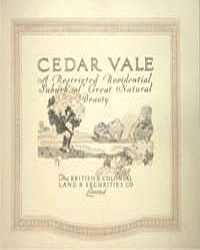 CEDAR VALE
A Restricted Residential
Suburb of Great Natural
Beauty
The BRITISH & COLONIAL
LAND & SECURITIES CO
Limited